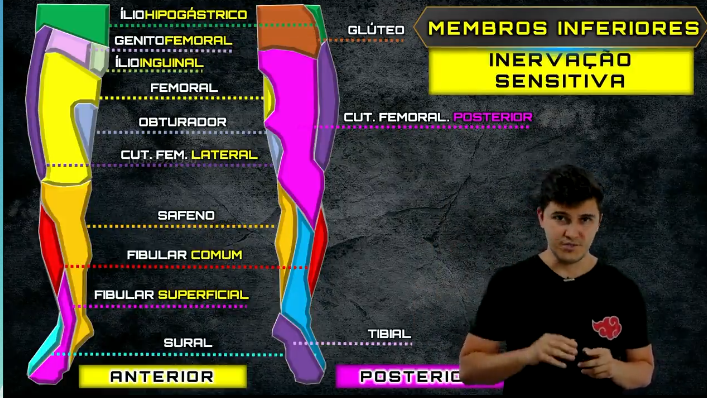 ÍLIOHIPOGÁSTRICO
GENITOFEMORAL
ÍLIOINGUINAL
FEMORAL
OBTURADOR
CUT. FEM. LATERAL
SAFENO
FIBULAR COMUM
FIBULAR SUPERFICIAL
SURAL
ANTERIOR
MEMBROS INFERIORES
INERVAÇÃO
SENSITIVA
GLÚTEO
CUT. FEMORAL. POSTERIOR
TIBIAL
POSTERIO